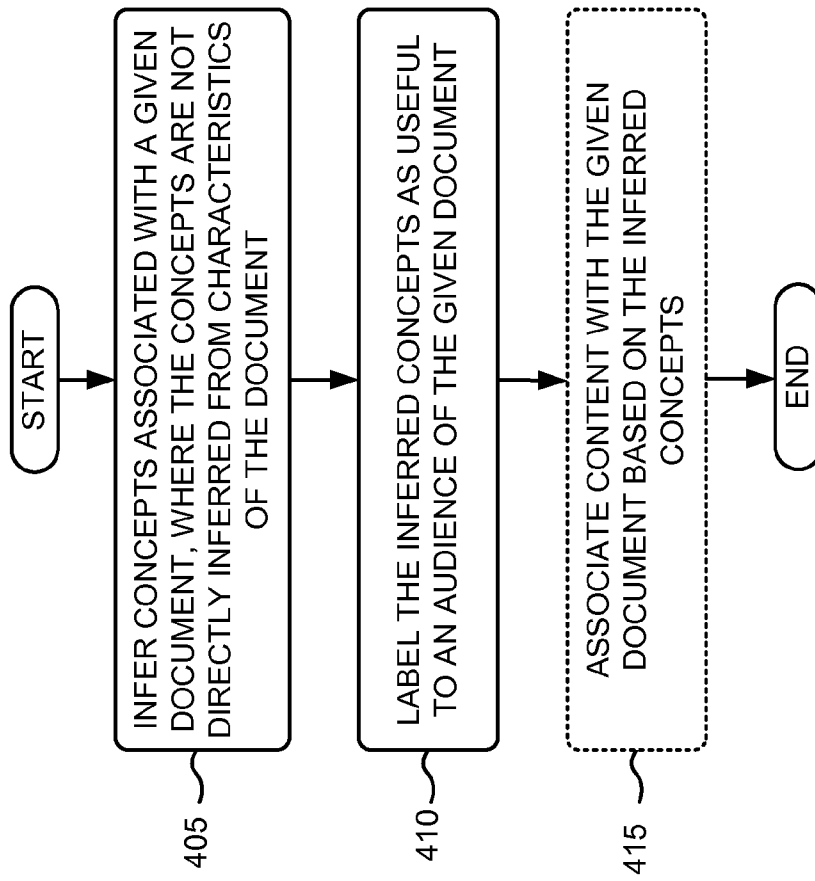 START
INFER CONCEPTS ASSOCIATED WITH A GIVEN
DOCUMENT, WHERE THE CONCEPTS ARE NOT
DIRECTLY INFERRED FROM CHARACTERISTICS
OF THE DOCUMENT
405
LABEL THE INFERRED CONCEPTS AS USEFUL
TO AN AUDIENCE OF THE GIVEN DOCUMENT
410
ASSOCIATE CONTENT WITH THE GIVEN
DOCUMENT BASED ON THE INFERRED
CONCEPTS
415
END